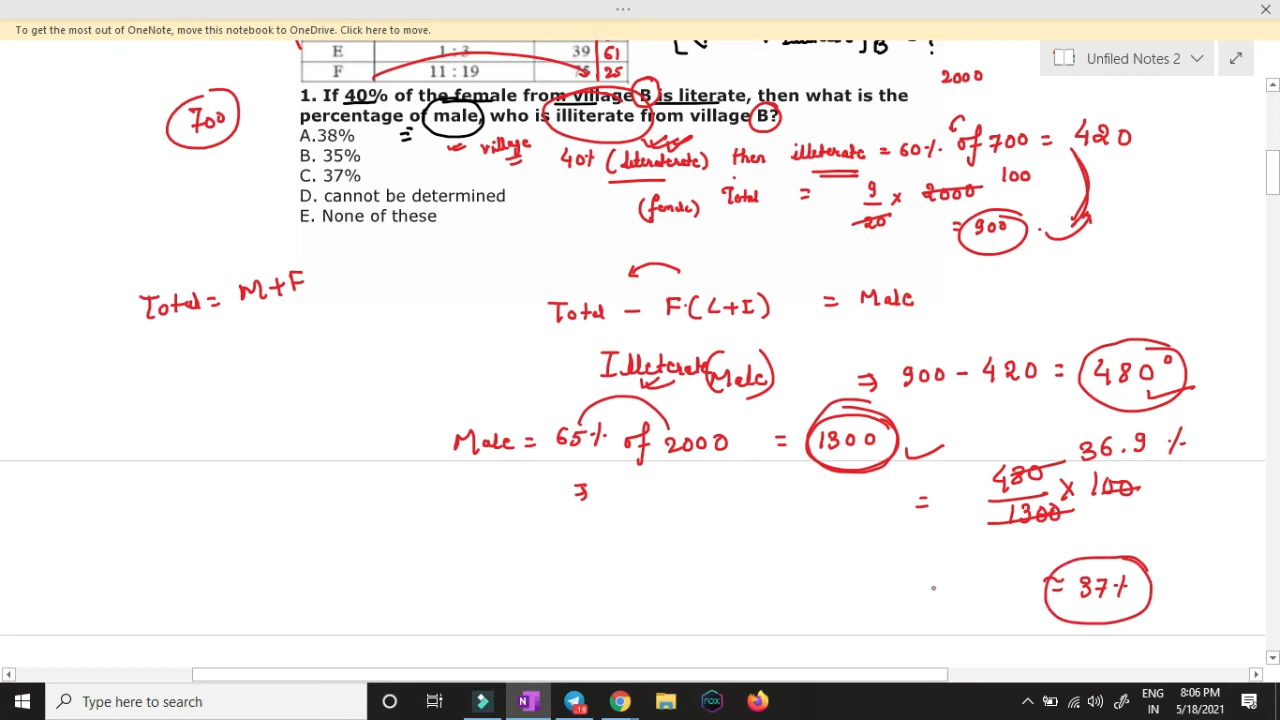 To get the most out of OneNote, move this notebook to OneDrive. Click here to move.
E 1 : 3 39 61
F 11 : 19 25
Unfiled Notes 2
2000
1. If 40% of the female from village B is literate, then what is the
percentage of male, who is illiterate from village B?
700
A.38%
B. 35%
C. 37%
D. cannot be determined
E. None of these
= village
40% (literaterate) then illeterate = 60% of 700 = 420
(female) Total = 9/20 × 2000 100
= 900
Total = M+F
Total - F.(L+I) = Male
Illeterate (Male) ⇒ 900 - 420 = 480
Male = 65% of 2000 = 1300
36.9 %
= 480/1300 × 100
≈ 37%
Type here to search
19
ENG
IN
8:06 PM
5/18/2021